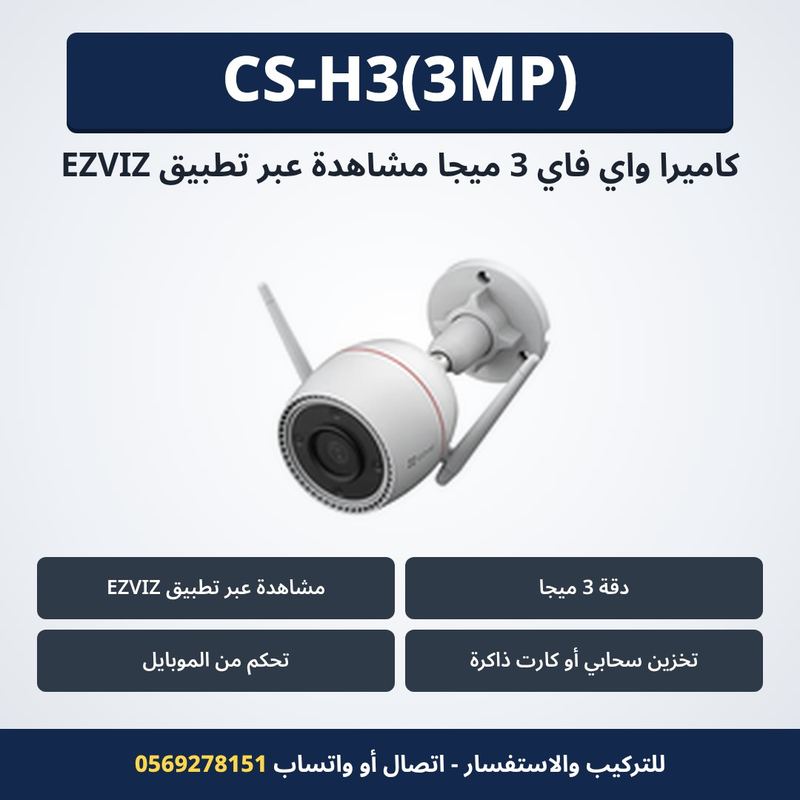 CS-H3(3MP)
كاميرا واي فاي 3 ميجا مشاهدة عبر تطبيق EZVIZ
دقة 3 ميجا
مشاهدة عبر تطبيق EZVIZ
تخزين سحابي أو كارت ذاكرة
تحكم من الموبايل
للتركيب والاستفسار - اتصال أو واتساب 0569278151